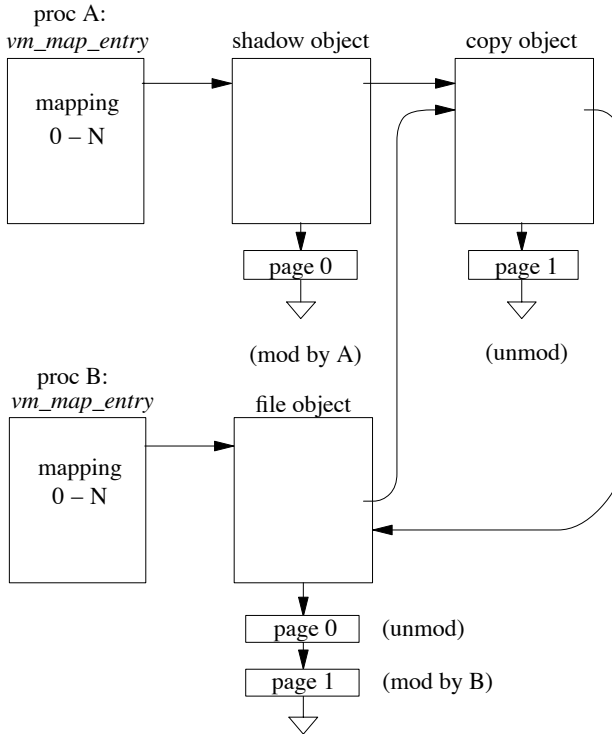 proc A:
vm_map_entry
shadow object
copy object
mapping
0 – N
page 0
page 1
(mod by A)
(unmod)
proc B:
vm_map_entry
file object
mapping
0 – N
page 0
(unmod)
page 1
(mod by B)